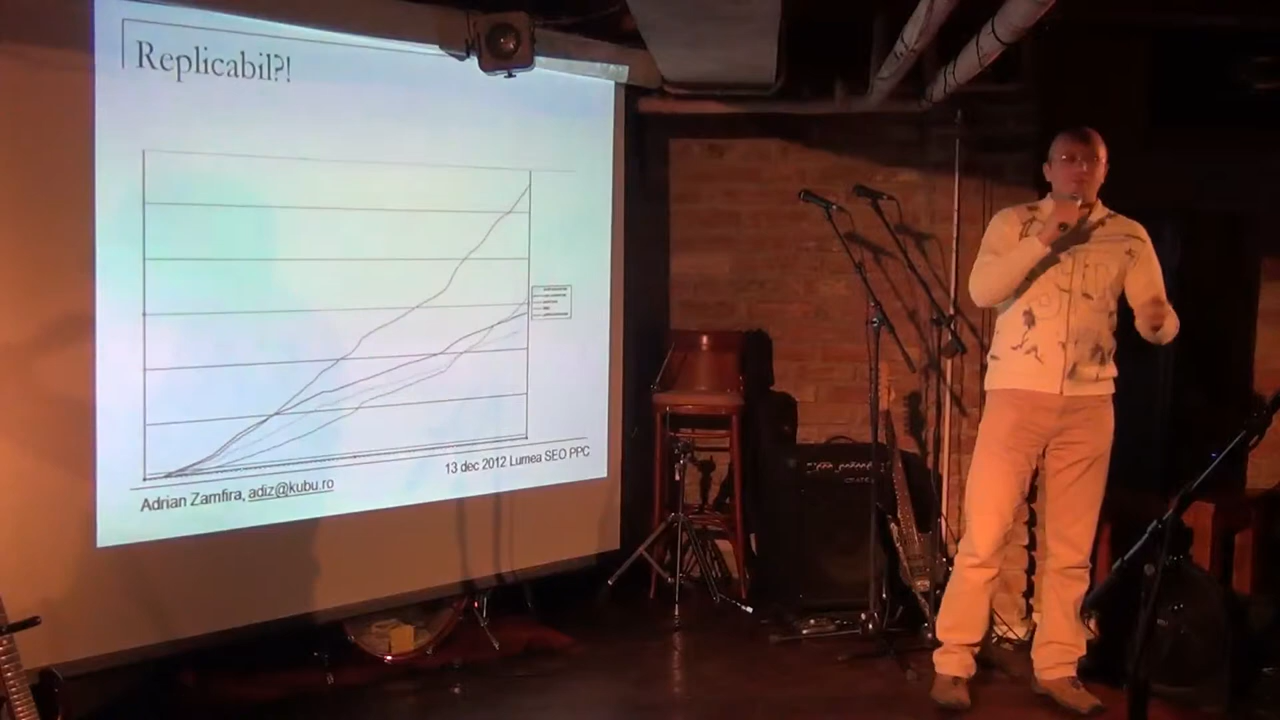 Replicabil?!
13 dec 2012 Lumea SEO PPC
Adrian Zamfira, adiz@kubu.ro